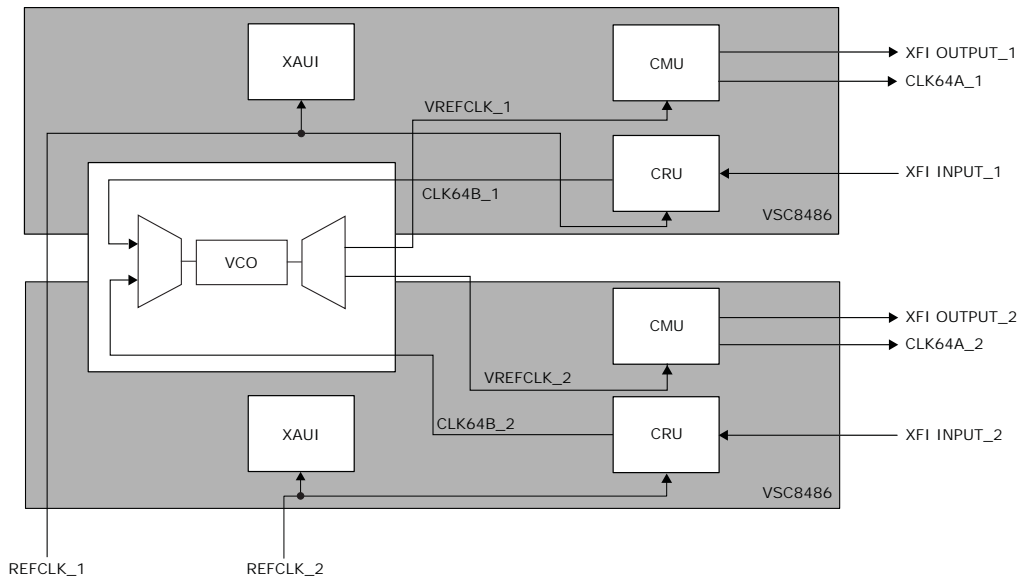 XAUI
CMU
XFI OUTPUT_1
CLK64A_1
VREFCLK_1
CRU
XFI INPUT_1
CLK64B_1
VSC8486
VCO
CMU
XFI OUTPUT_2
CLK64A_2
VREFCLK_2
XAUI
CLK64B_2
CRU
XFI INPUT_2
VSC8486
REFCLK_1
REFCLK_2